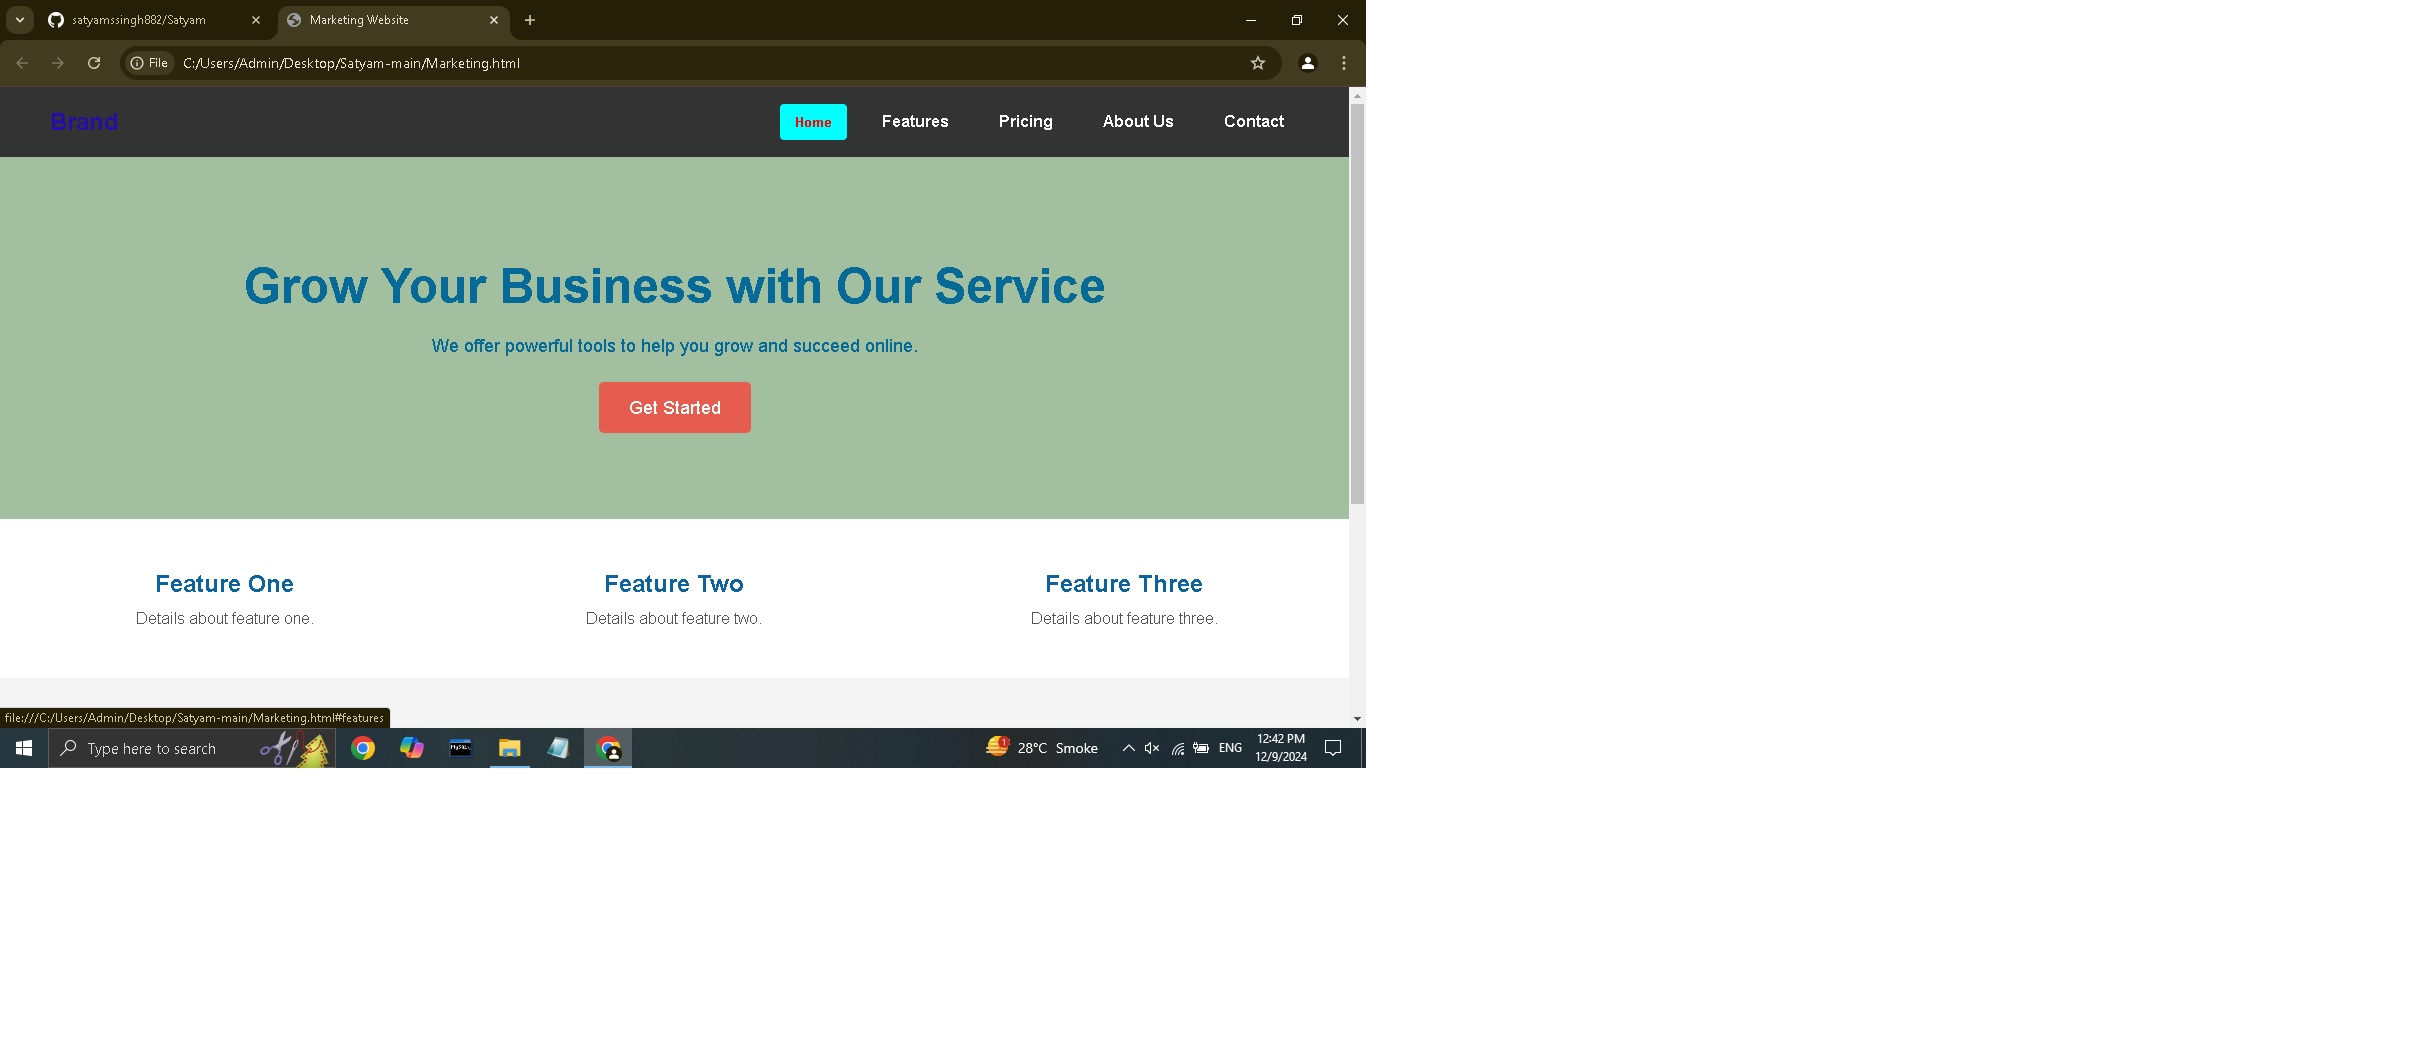 satyamssingh882/Satyam
Marketing Website
File
C:/Users/Admin/Desktop/Satyam-main/Marketing.html
Brand
Home
Features
Pricing
About Us
Contact
Grow Your Business with Our Service
We offer powerful tools to help you grow and succeed online.
Get Started
Feature One
Feature Two
Feature Three
Details about feature one.
Details about feature two.
Details about feature three.
file:///C:/Users/Admin/Desktop/Satyam-main/Marketing.html#features
Type here to search
MySQL
1
28°C Smoke
ENG
12:42 PM
12/9/2024